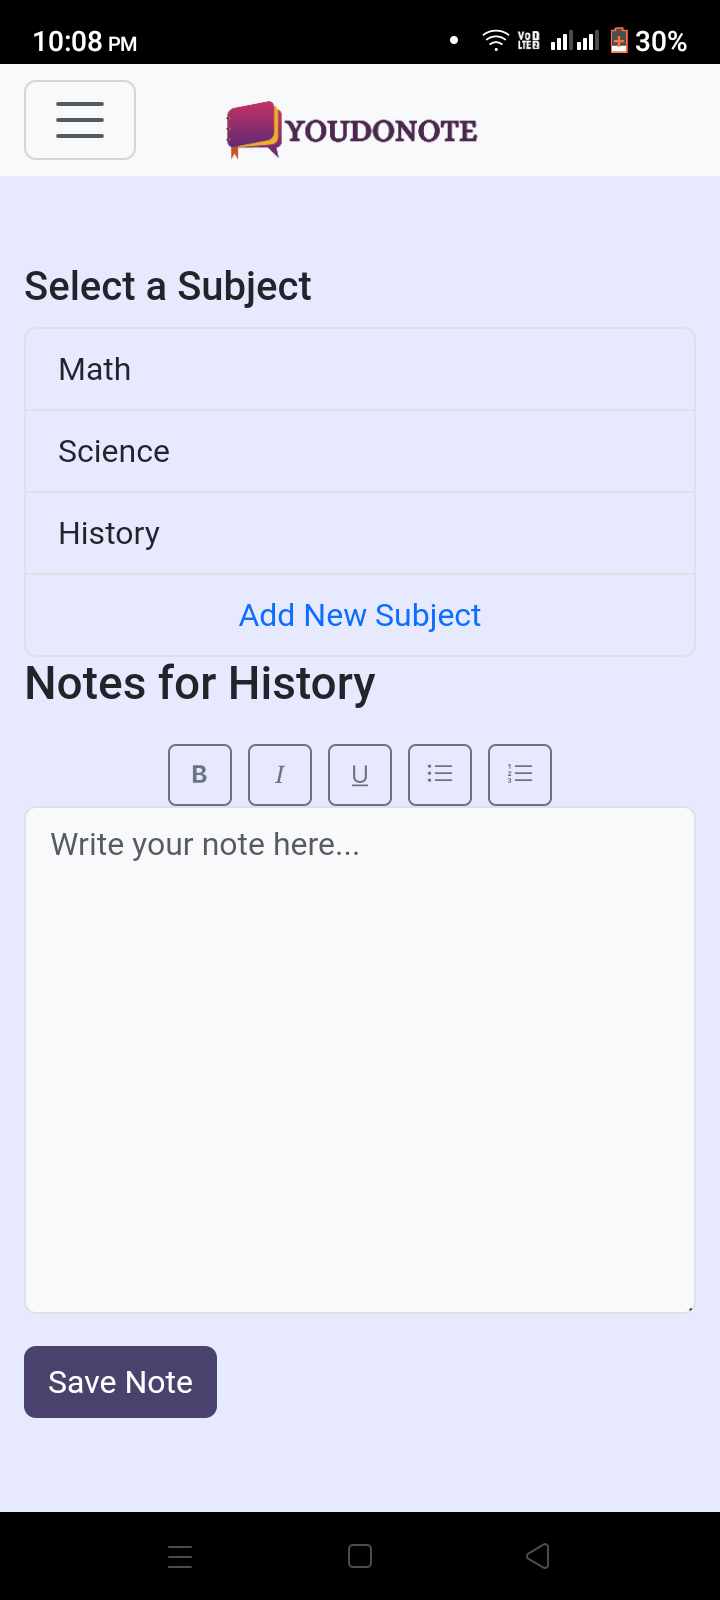 10:08 PM
VoD LTE2 30%
YOUDONOTE
Select a Subject
Math
Science
History
Add New Subject
Notes for History
B I U
Write your note here...
Save Note